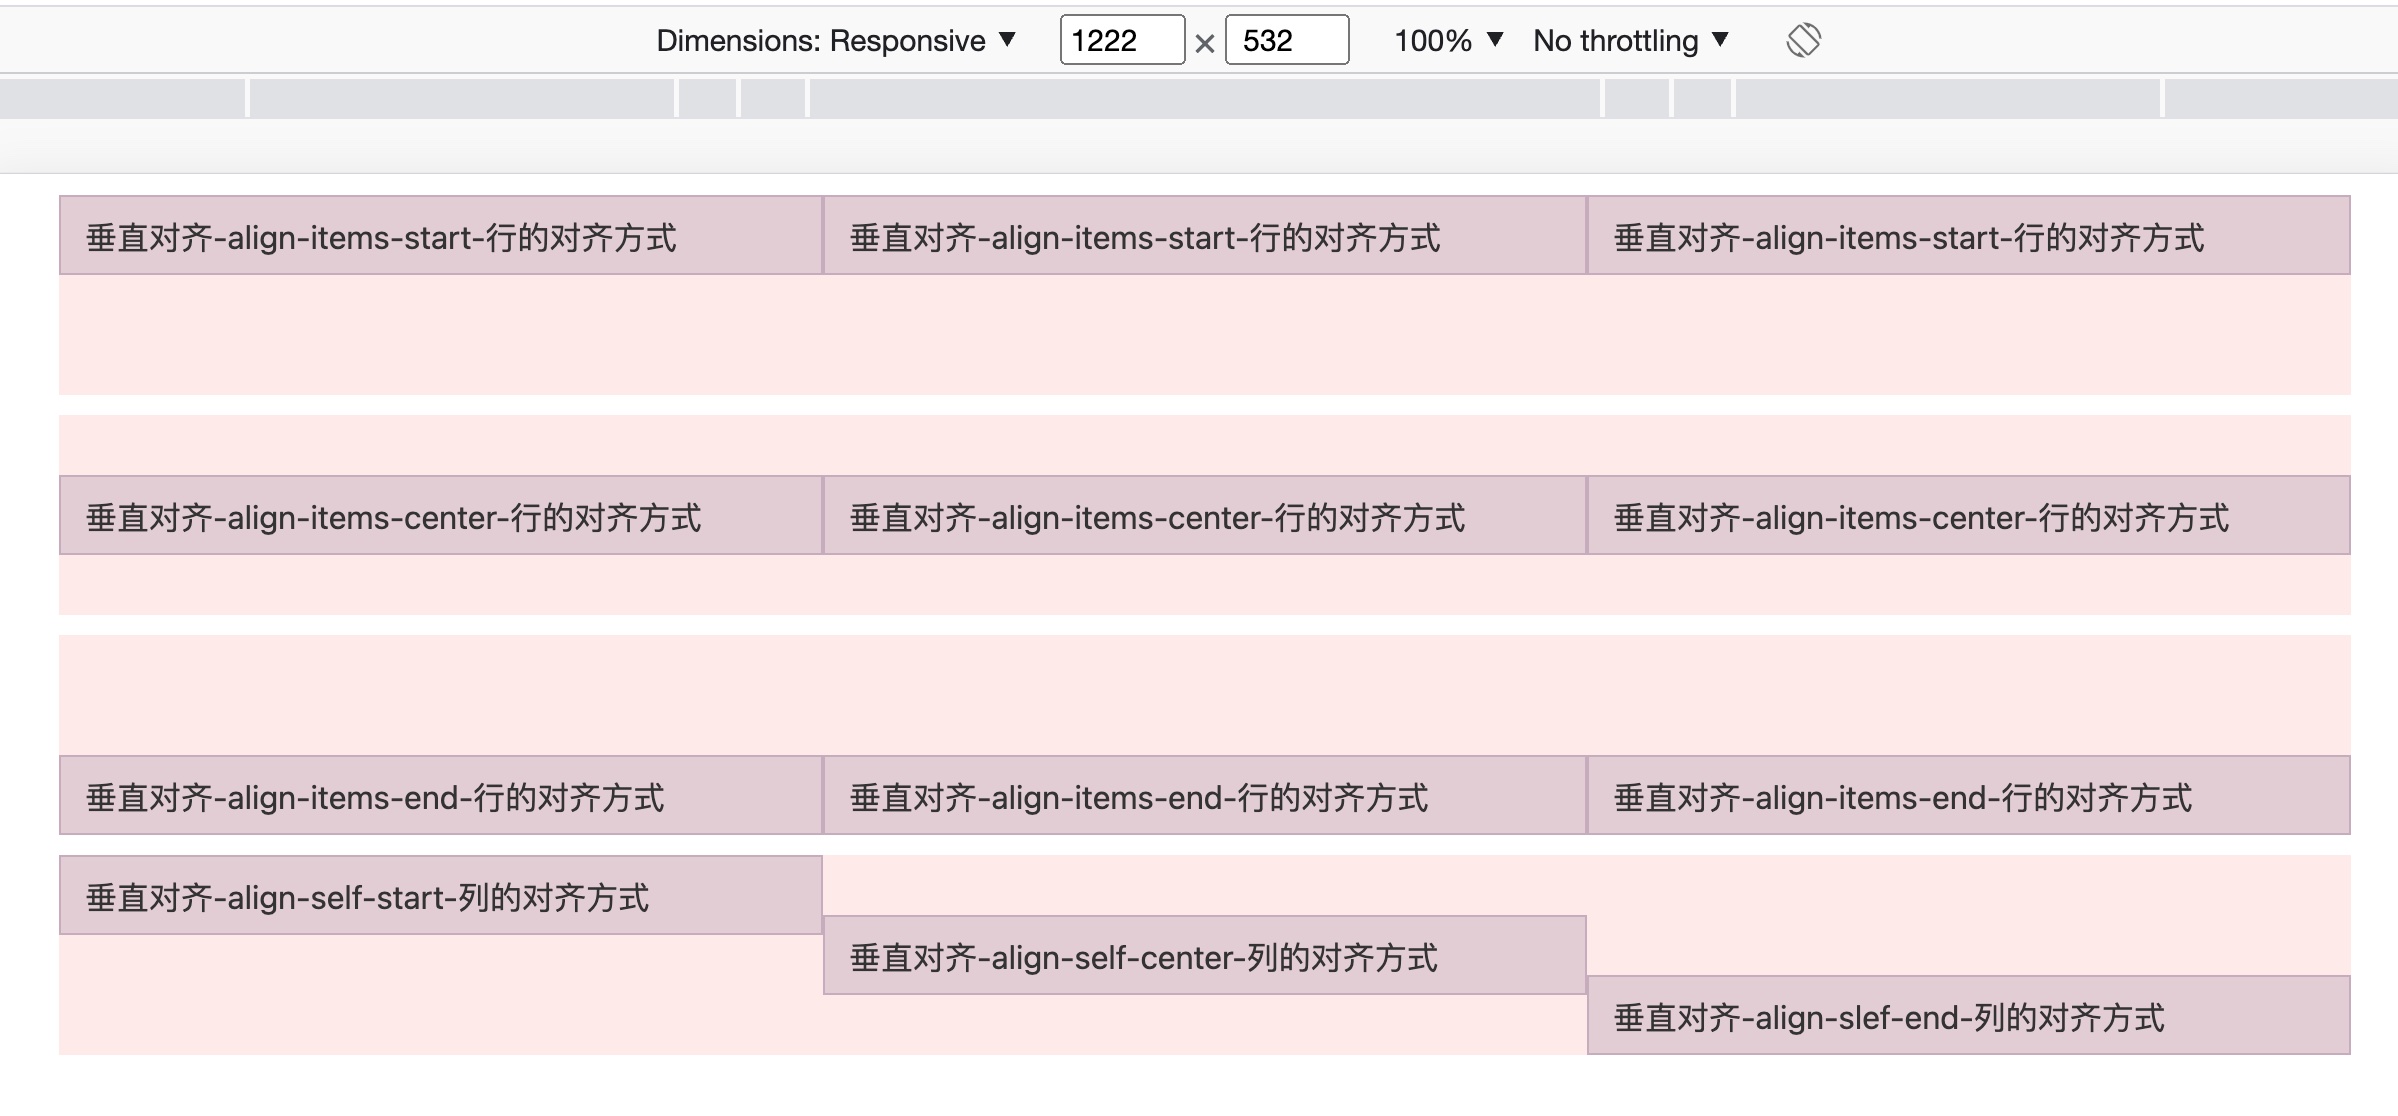 Dimensions: Responsive ▼ 1222 × 532 100% ▼ No throttling ▼
垂直对齐-align-items-start-行的对齐方式 垂直对齐-align-items-start-行的对齐方式 垂直对齐-align-items-start-行的对齐方式
垂直对齐-align-items-center-行的对齐方式 垂直对齐-align-items-center-行的对齐方式 垂直对齐-align-items-center-行的对齐方式
垂直对齐-align-items-end-行的对齐方式 垂直对齐-align-items-end-行的对齐方式 垂直对齐-align-items-end-行的对齐方式
垂直对齐-align-self-start-列的对齐方式
垂直对齐-align-self-center-列的对齐方式
垂直对齐-align-slef-end-列的对齐方式